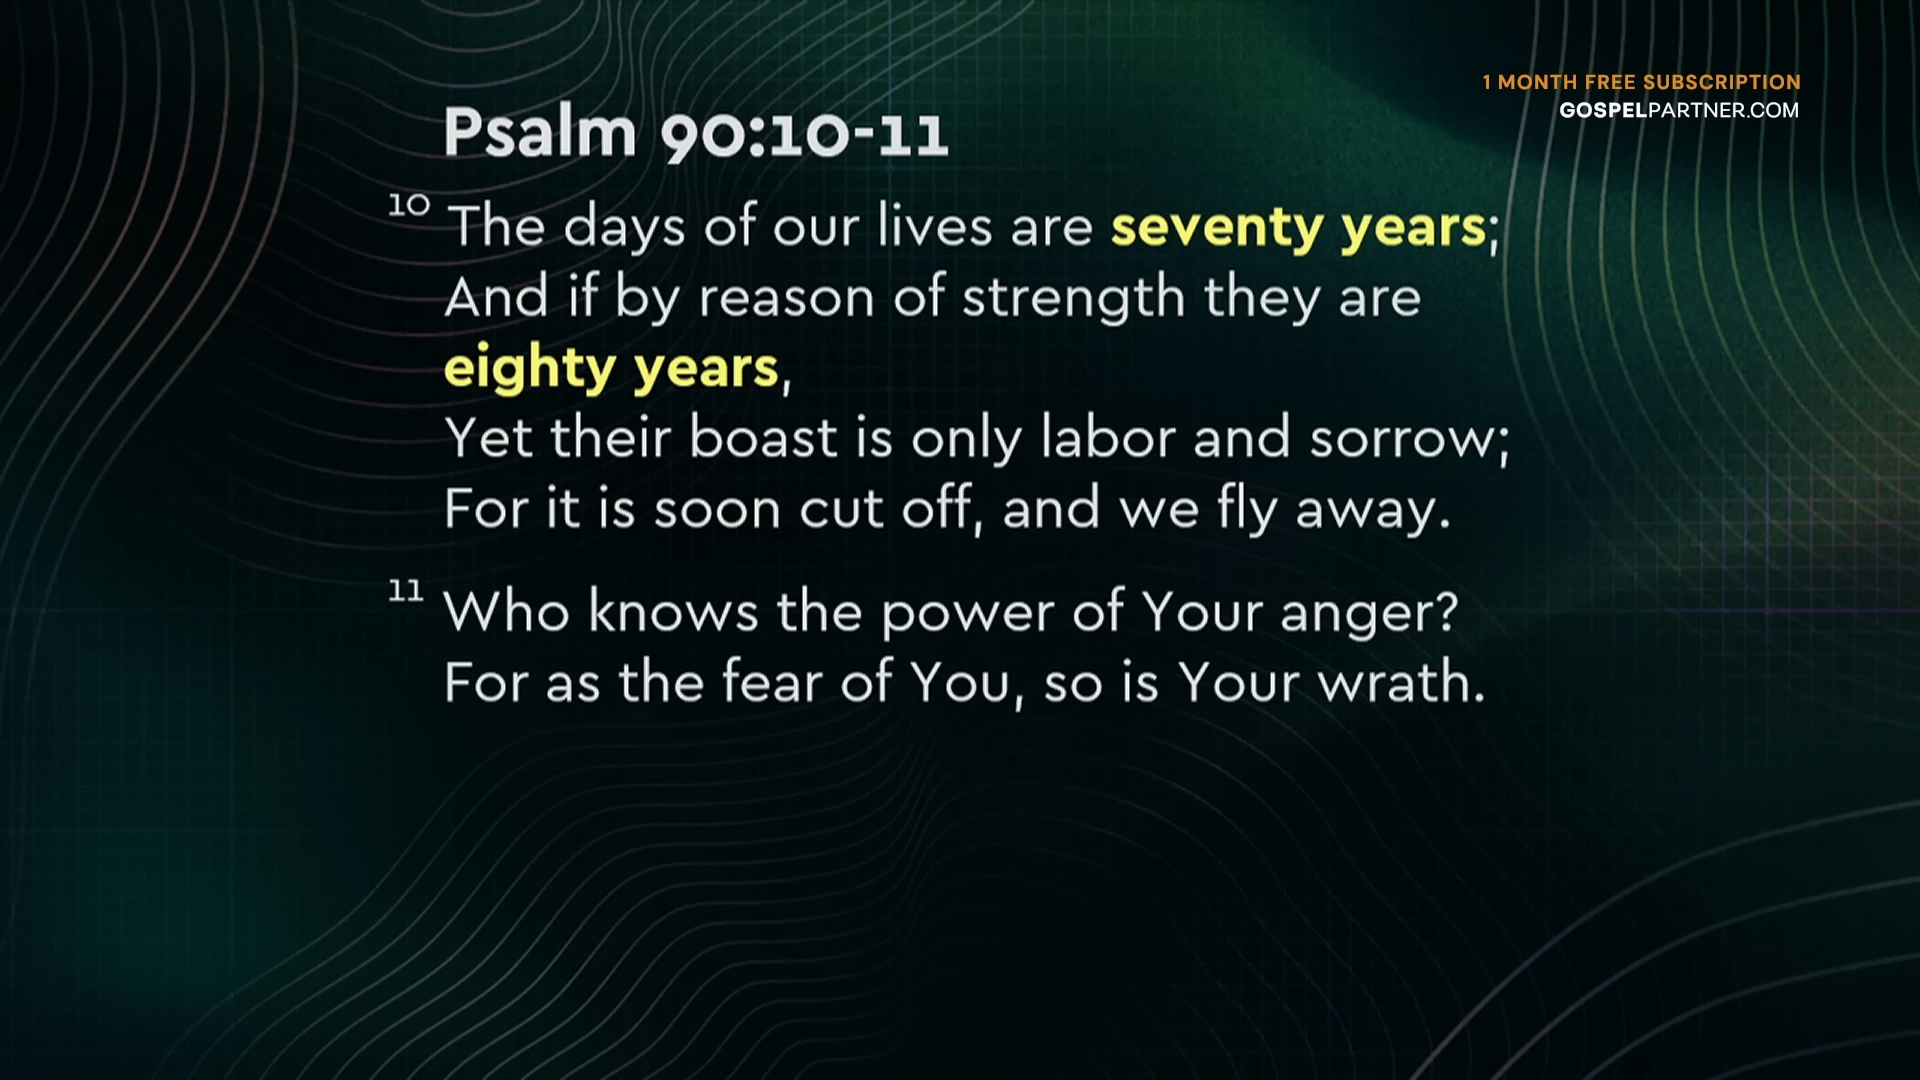 1 MONTH FREE SUBSCRIPTION
GOSPELPARTNER.COM
Psalm 90:10-11
10 The days of our lives are seventy years;
And if by reason of strength they are
eighty years,
Yet their boast is only labor and sorrow;
For it is soon cut off, and we fly away.
11 Who knows the power of Your anger?
For as the fear of You, so is Your wrath.